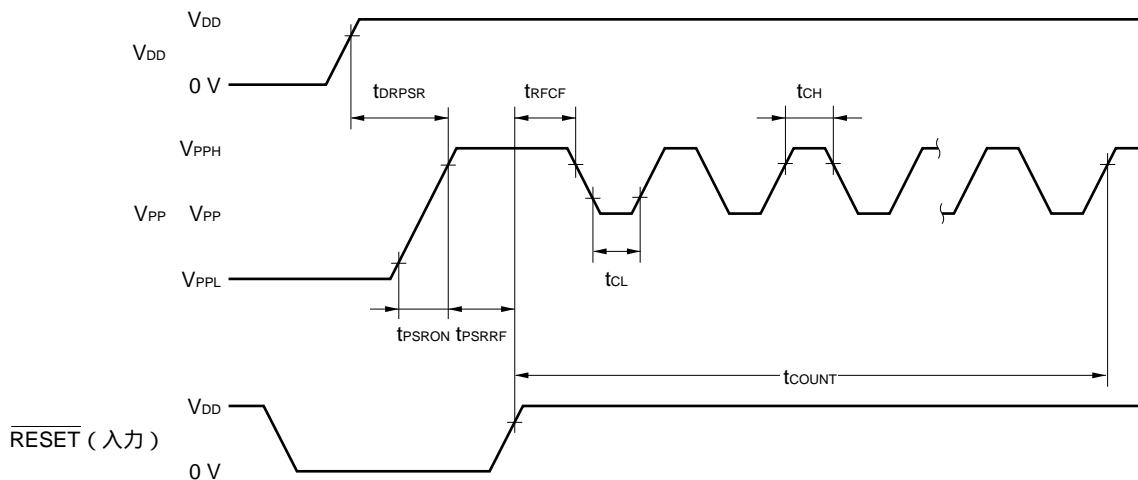 VDD
VDD
0 V
tDRPSR
tRFCF
tCH
VPPH
VPP VPP
VPPL
tCL
tPSRON tPSRRF
tCOUNT
VDD
RESET（入力）
0 V